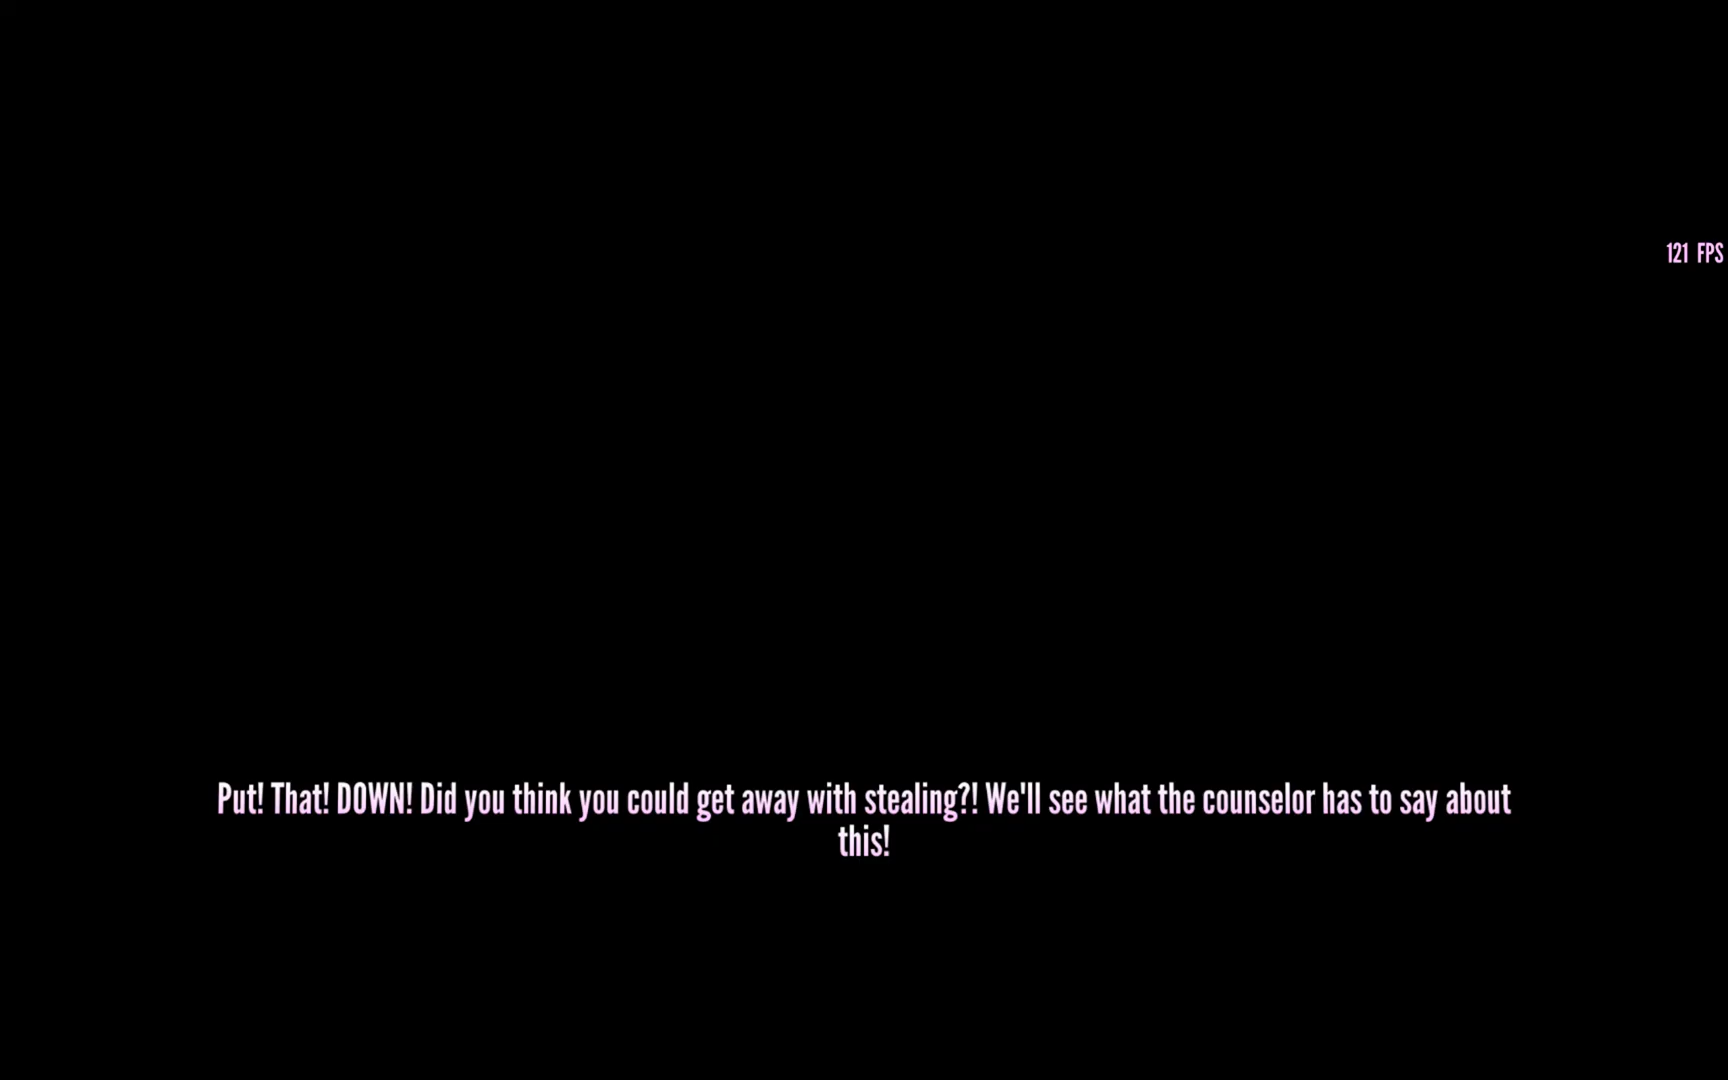 121 FPS
Put! That! DOWN! Did you think you could get away with stealing?! We'll see what the counselor has to say about
this!